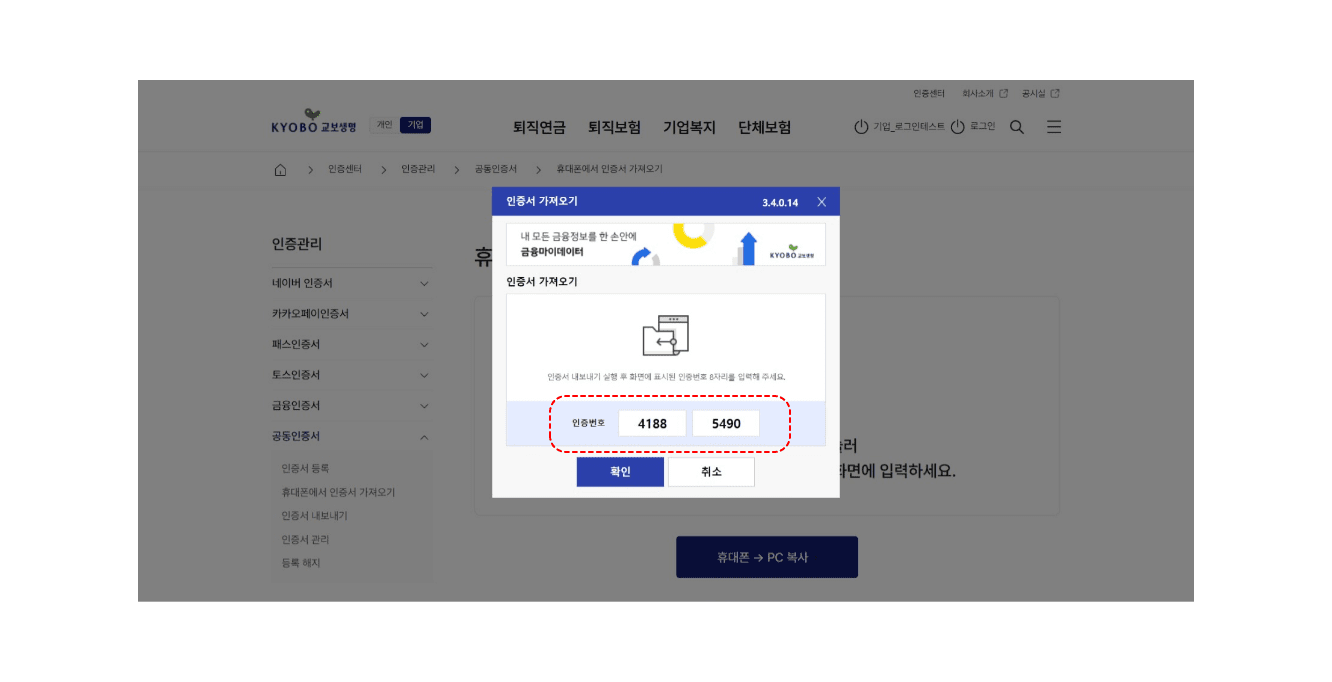 인증센터 회사소개 공시실
KYOBO 교보생명 개인 기업 퇴직연금 퇴직보험 기업복지 단체보험 기업_로그인테스트 로그인
인증센터 > 인증관리 > 공동인증서 > 휴대폰에서 인증서 가져오기
인증서 가져오기 3.4.0.14
내 모든 금융정보를 한 손안에
금융마이데이터
KYOBO 교보생명
인증서 가져오기
인증서 내보내기 실행 후 화면에 표시된 인증번호 8자리를 입력해 주세요.
인증번호 4188 5490
확인 취소
인증관리
네이버 인증서
카카오페이인증서
패스인증서
토스인증서
금융인증서
공동인증서
인증서 등록
휴대폰에서 인증서 가져오기
인증서 내보내기
인증서 관리
등록 해지
휴
러
화면에 입력하세요.
휴대폰 → PC 복사